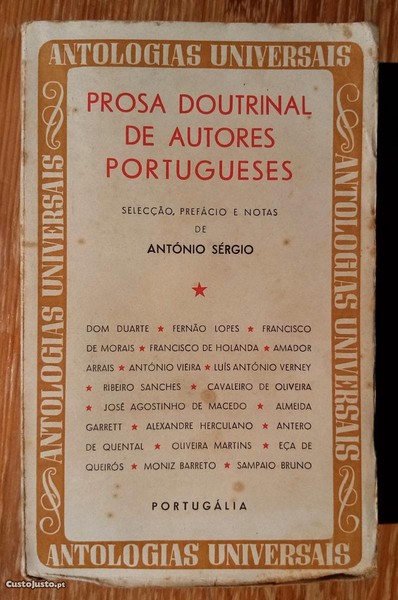 ANTOLOGIAS UNIVERSAIS
PROSA DOUTRINAL
DE AUTORES
PORTUGUESES
SELECÇÃO, PREFÁCIO E NOTAS
DE
ANTÓNIO SÉRGIO
DOM DUARTE ★ FERNÃO LOPES ★ FRANCISCO
DE MORAIS ★ FRANCISCO DE HOLANDA ★ AMADOR
ARRAIS ★ ANTÓNIO VIEIRA ★ LUÍS ANTÓNIO VERNEY
★ RIBEIRO SANCHES ★ CAVALEIRO DE OLIVEIRA
★ JOSÉ AGOSTINHO DE MACEDO ★ ALMEIDA
GARRETT ★ ALEXANDRE HERCULANO ★ ANTERO
DE QUENTAL ★ OLIVEIRA MARTINS ★ EÇA DE
QUEIRÓS ★ MONIZ BARRETO ★ SAMPAIO BRUNO
PORTUGÁLIA
ANTOLOGIAS UNIVERSAIS
ANTOLOGIAS UNIVERSAIS
ANTOLOGIAS UNIVERSAIS
CustoJusto.pt